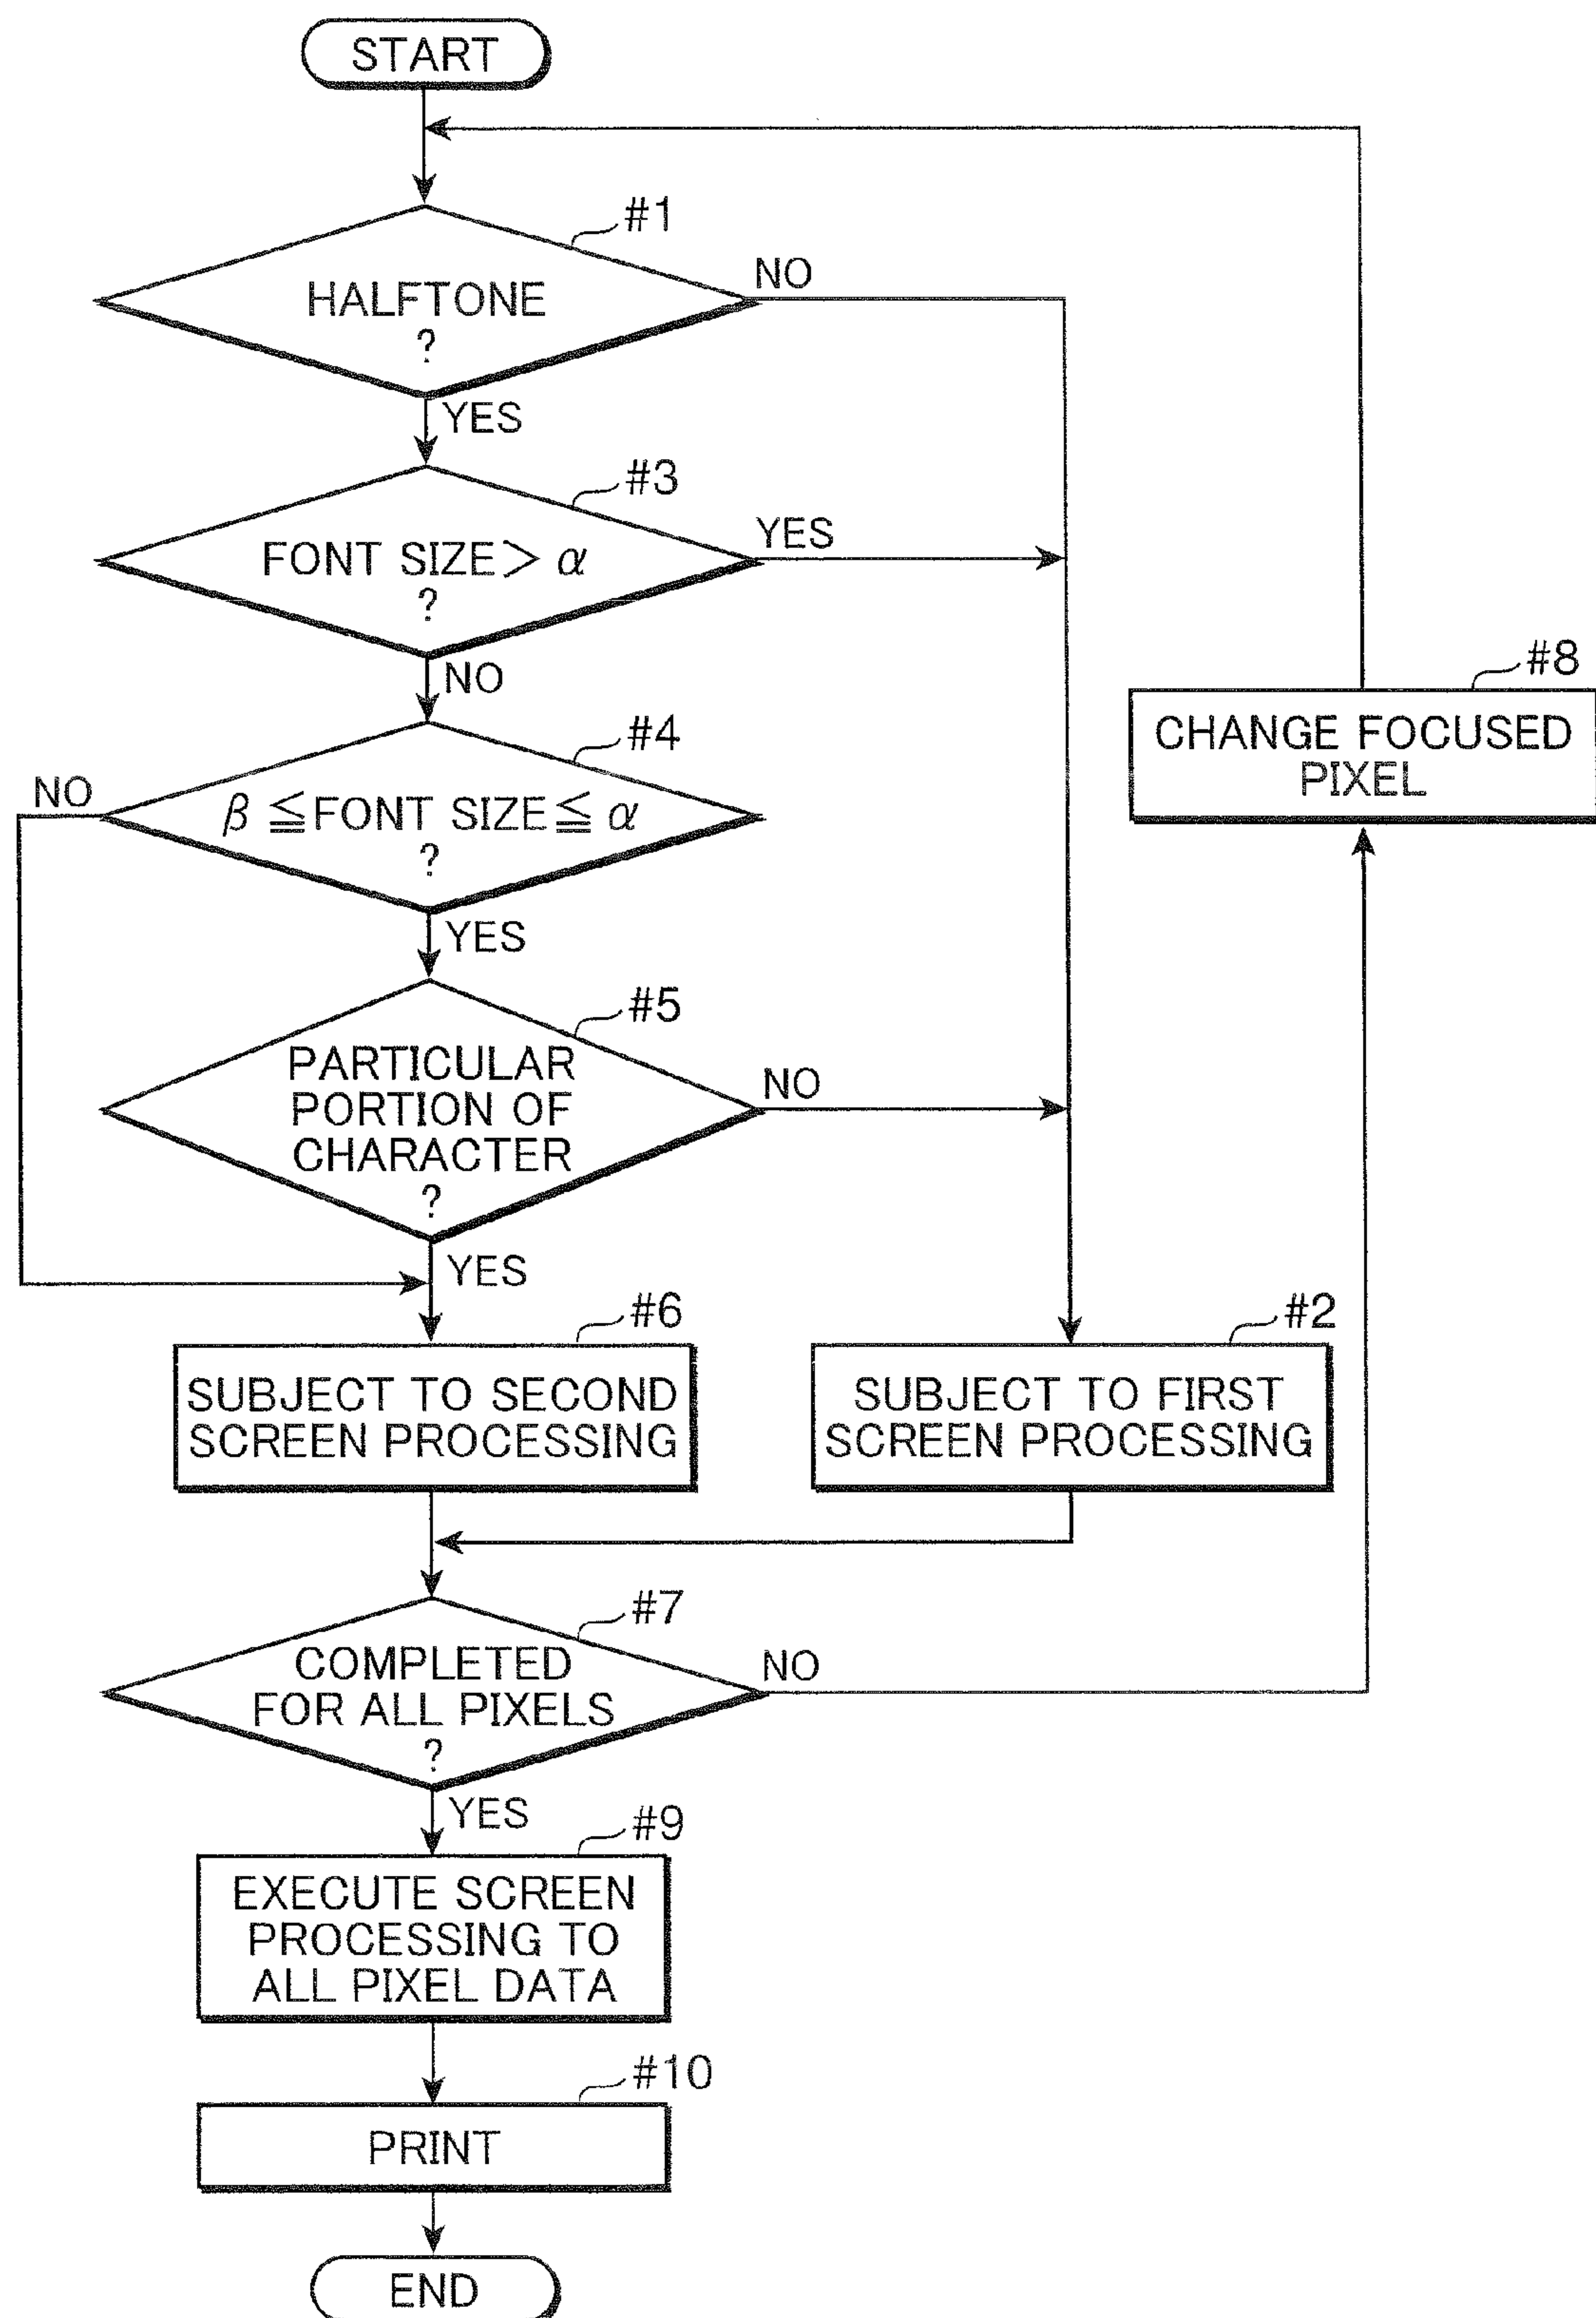 START
#1
HALFTONE
?
NO
YES
#3
FONT SIZE> α
?
YES
NO
#8
CHANGE FOCUSED
PIXEL
#4
NO
β ≦FONT SIZE≦ α
?
YES
#5
PARTICULAR
PORTION OF
CHARACTER
?
NO
YES
#6
SUBJECT TO SECOND
SCREEN PROCESSING
#2
SUBJECT TO FIRST
SCREEN PROCESSING
#7
COMPLETED
FOR ALL PIXELS
?
NO
YES
#9
EXECUTE SCREEN
PROCESSING TO
ALL PIXEL DATA
#10
PRINT
END